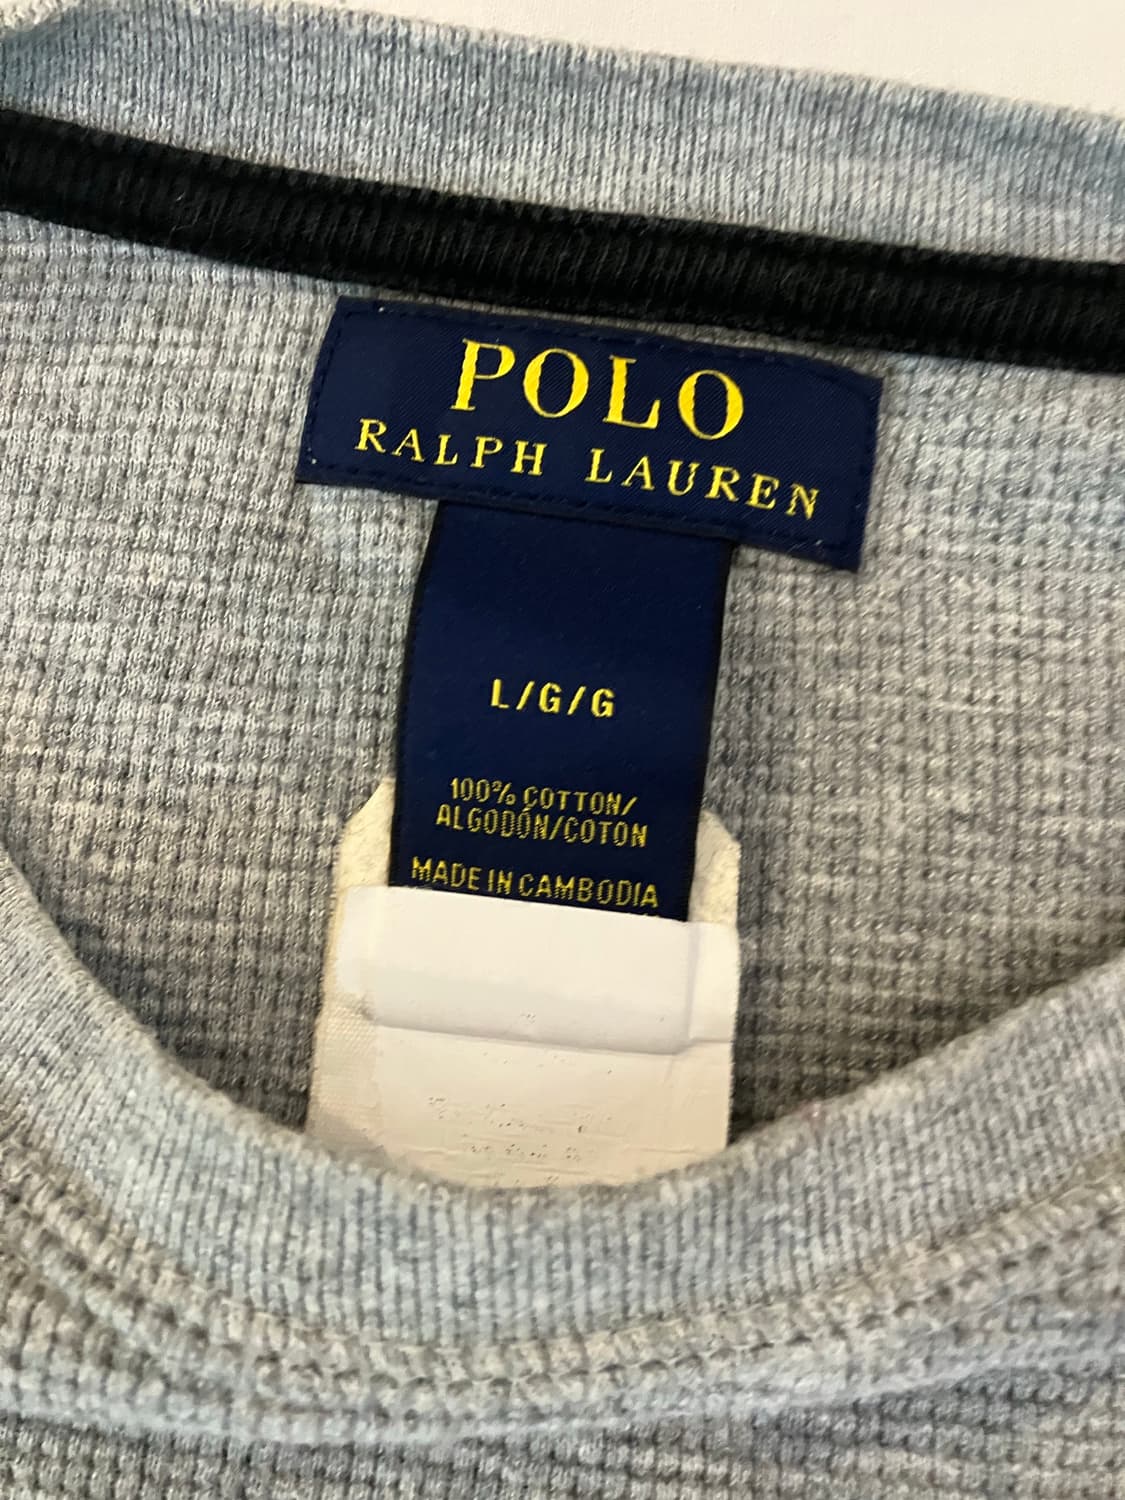 POLO
RALPH LAUREN
L/G/G
100% COTTON/
ALGODÓN/COTON
MADE IN CAMBODIA